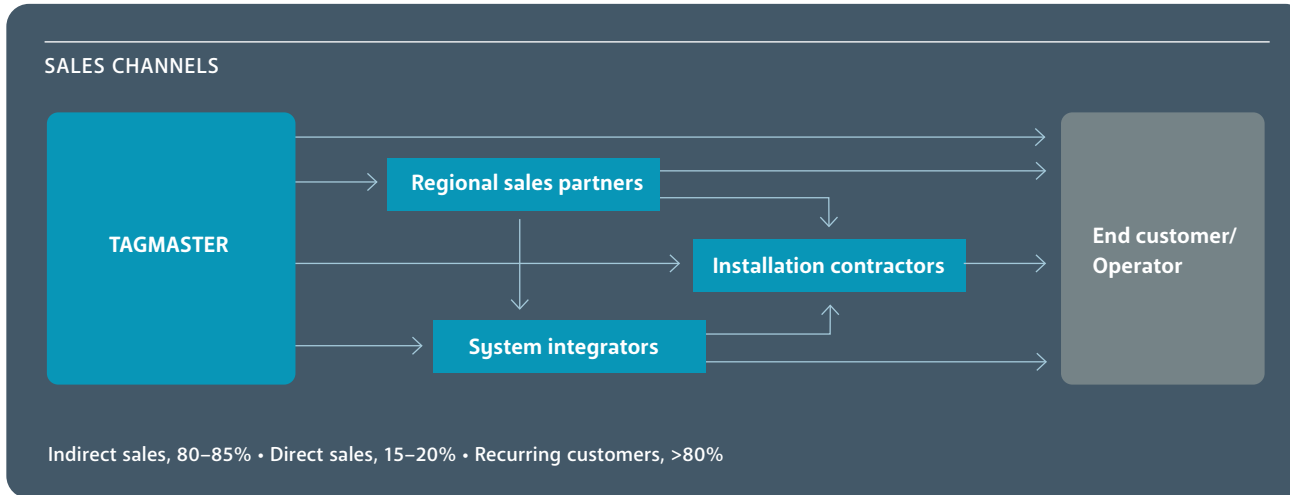 SALES CHANNELS
TAGMASTER
Regional sales partners
Installation contractors
System integrators
End customer/
Operator
Indirect sales, 80–85% • Direct sales, 15–20% • Recurring customers, >80%